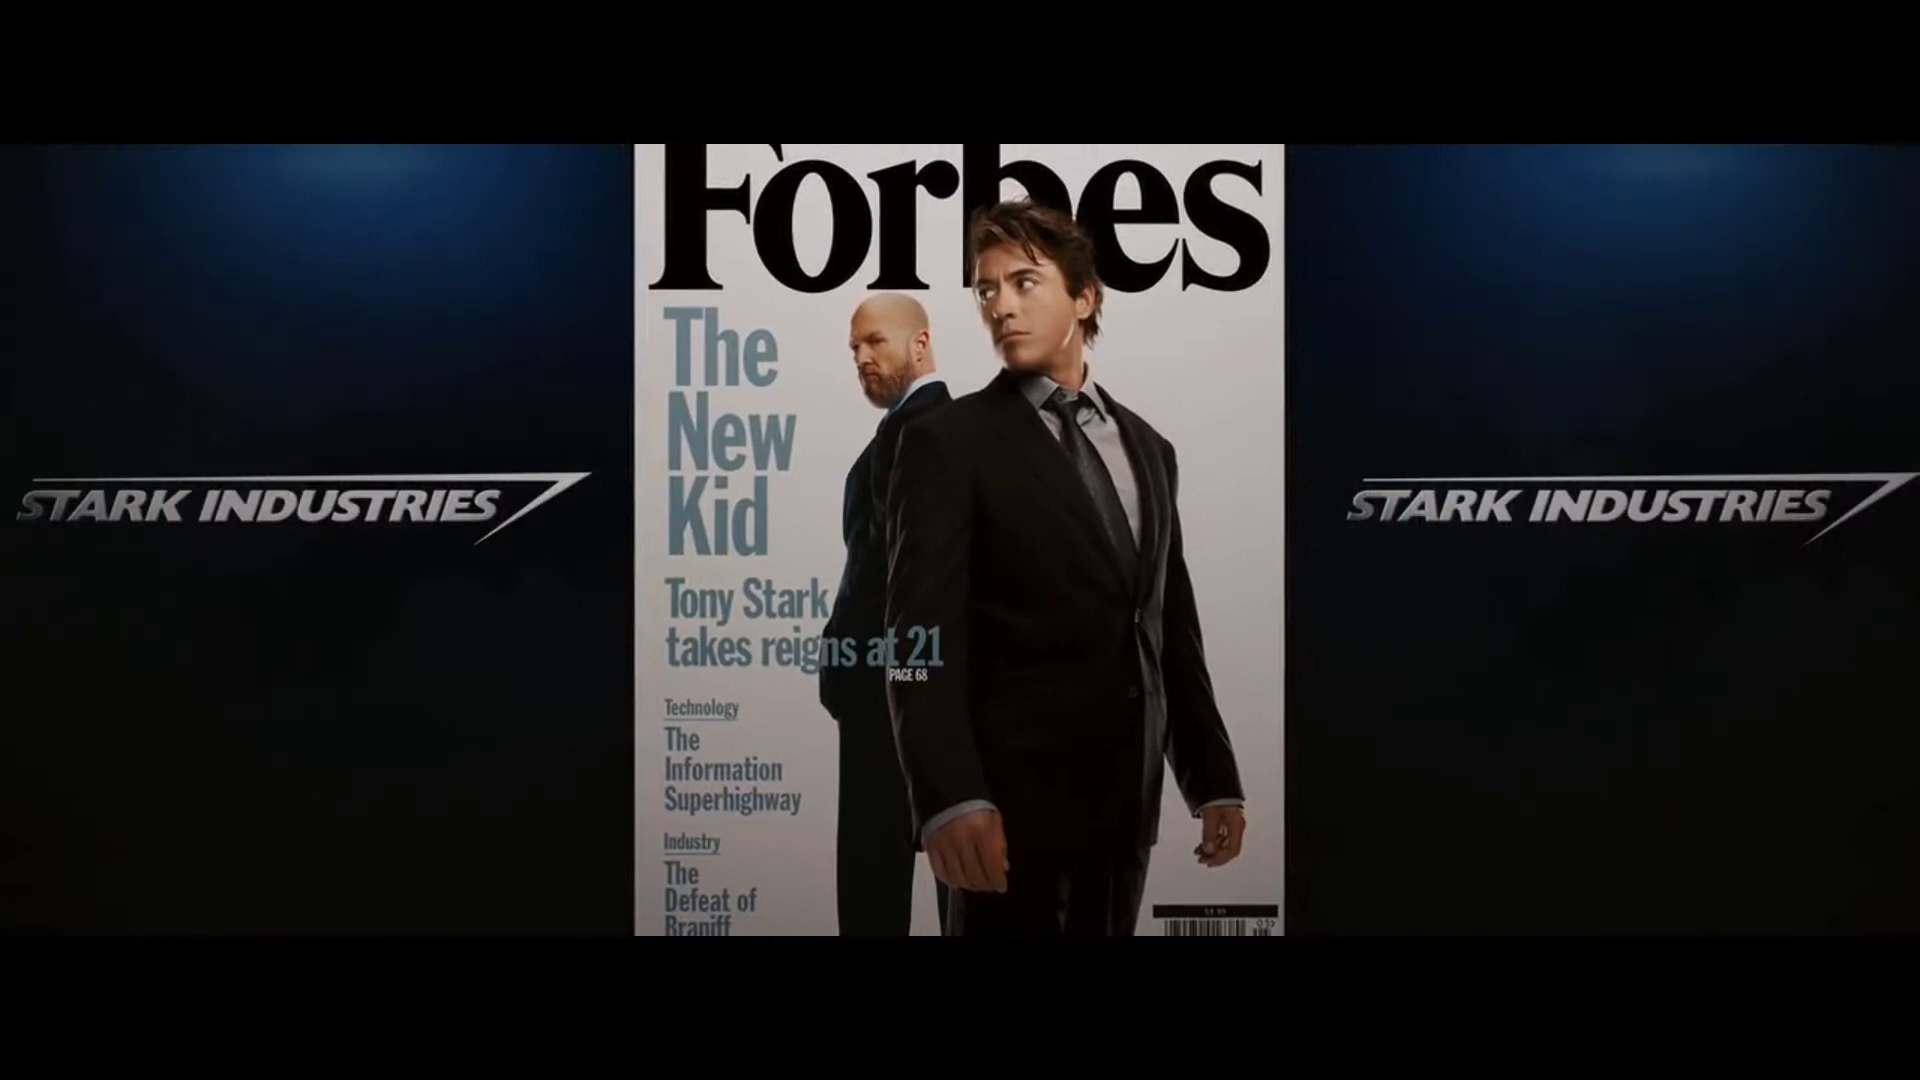 Forbes
The
New
Kid
Tony Stark
takes reigns at 21
PAGE 68
Technology
The
Information
Superhighway
Industry
The
Defeat of
Braniff
STARK INDUSTRIES
STARK INDUSTRIES